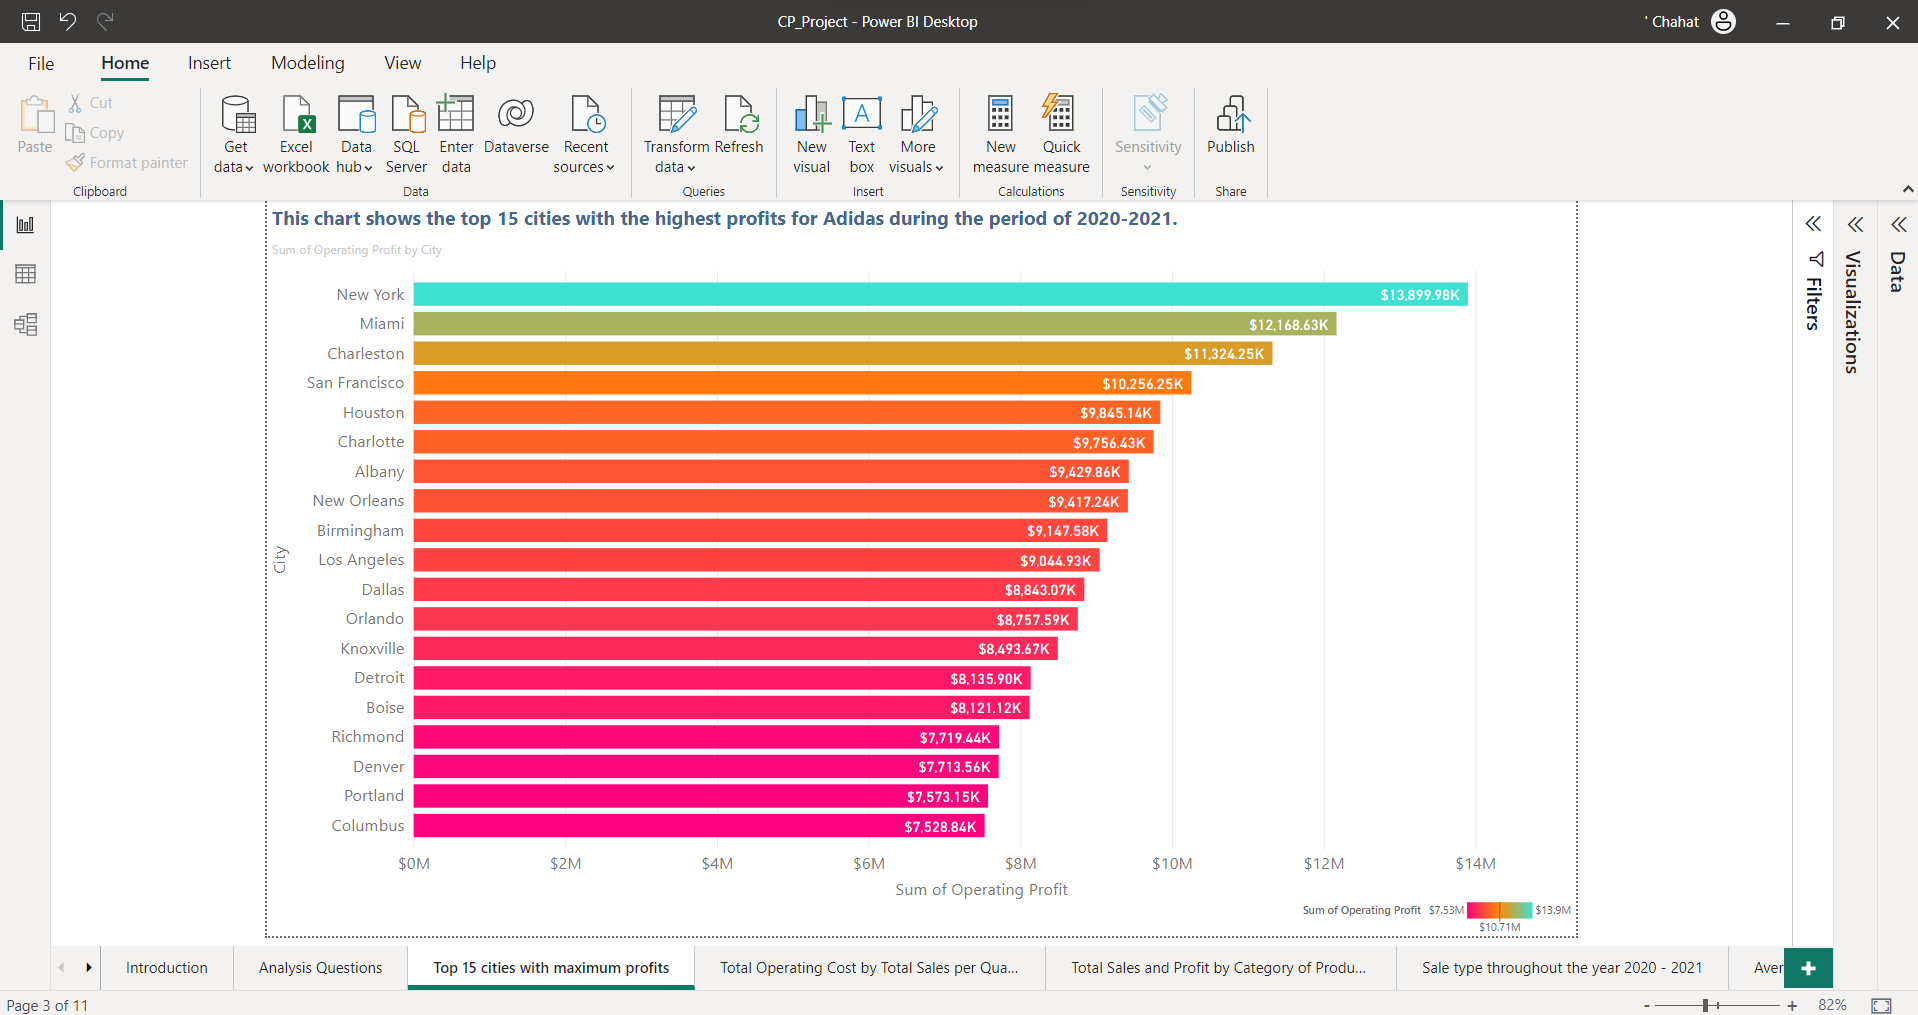 CP_Project - Power BI Desktop
' Chahat
File Home Insert Modeling View Help
Paste
Cut
Copy
Format painter
Clipboard
Get data
Excel workbook
Data hub
SQL Server
Enter data
Dataverse
Recent sources
Data
Transform data
Refresh
Queries
New visual
Text box
More visuals
Insert
New measure
Quick measure
Calculations
Sensitivity
Sensitivity
Publish
Share
This chart shows the top 15 cities with the highest profits for Adidas during the period of 2020-2021.
Sum of Operating Profit by City
City
New York $13,899.98K
Miami $12,168.63K
Charleston $11,324.25K
San Francisco $10,256.25K
Houston $9,845.14K
Charlotte $9,756.43K
Albany $9,429.86K
New Orleans $9,417.24K
Birmingham $9,147.58K
Los Angeles $9,044.93K
Dallas $8,843.07K
Orlando $8,757.59K
Knoxville $8,493.67K
Detroit $8,135.90K
Boise $8,121.12K
Richmond $7,719.44K
Denver $7,713.56K
Portland $7,573.15K
Columbus $7,528.84K
$0M $2M $4M $6M $8M $10M $12M $14M
Sum of Operating Profit
Sum of Operating Profit $7.53M $13.9M
$10.71M
Filters
Visualizations
Data
Introduction
Analysis Questions
Top 15 cities with maximum profits
Total Operating Cost by Total Sales per Qua...
Total Sales and Profit by Category of Produ...
Sale type throughout the year 2020 - 2021
Aver
Page 3 of 11
- + 82%